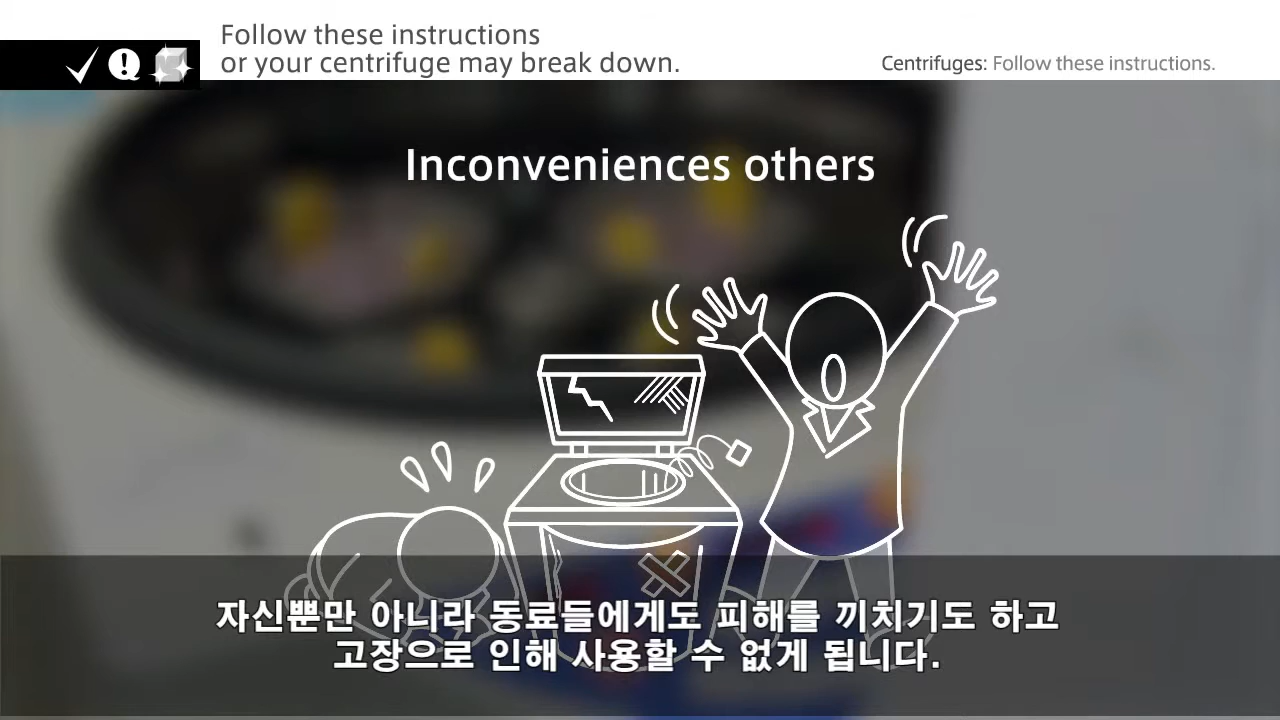 Follow these instructions
or your centrifuge may break down.
Centrifuges: Follow these instructions.
Inconveniences others
자신뿐만 아니라 동료들에게도 피해를 끼치기도 하고
고장으로 인해 사용할 수 없게 됩니다.